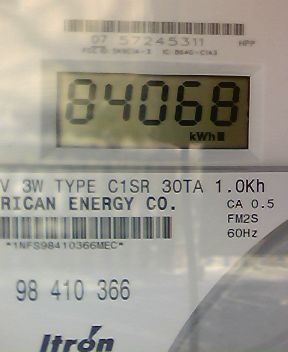 07 57245311 HPP
84068
kWh
V 3W TYPE C1SR 30TA 1.0Kh
RICAN ENERGY CO. CA 0.5
FM2S
*1NFS98410366MEC* 60Hz
98 410 366
Itron